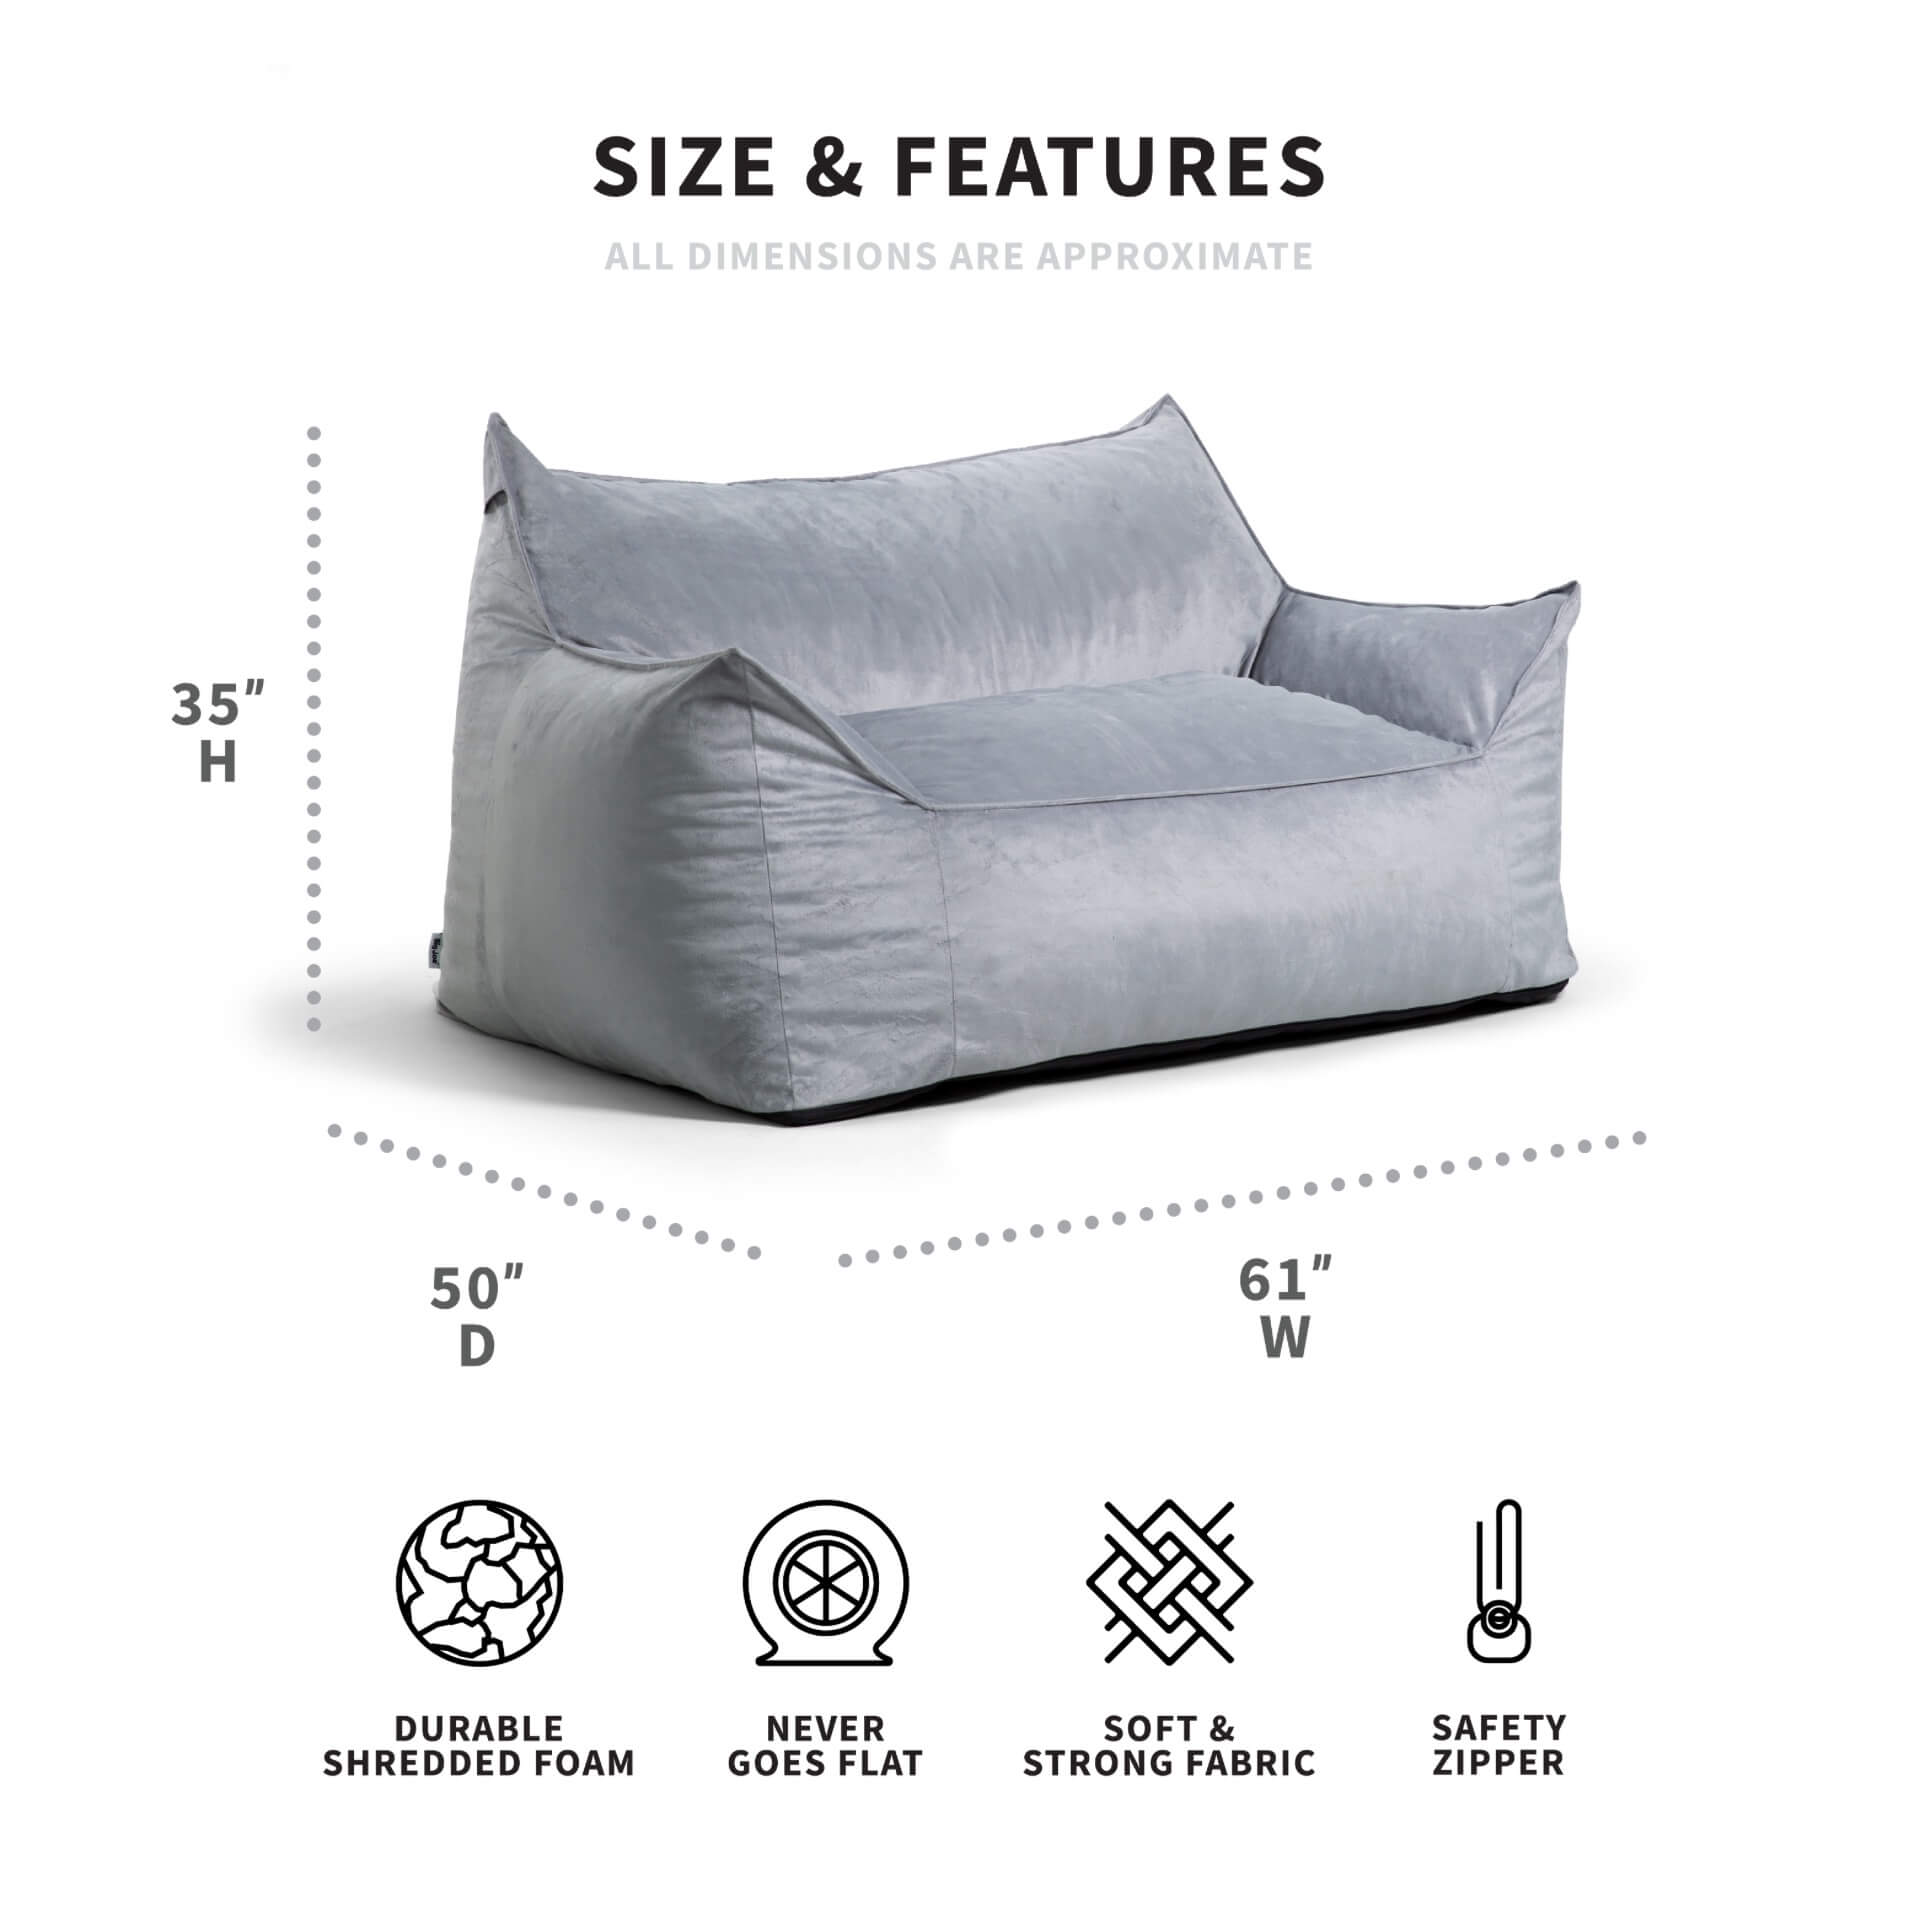 SIZE & FEATURES
ALL DIMENSIONS ARE APPROXIMATE
35"
H
50"
D
61"
W
DURABLE
SHREDDED FOAM
NEVER
GOES FLAT
SOFT &
STRONG FABRIC
SAFETY
ZIPPER